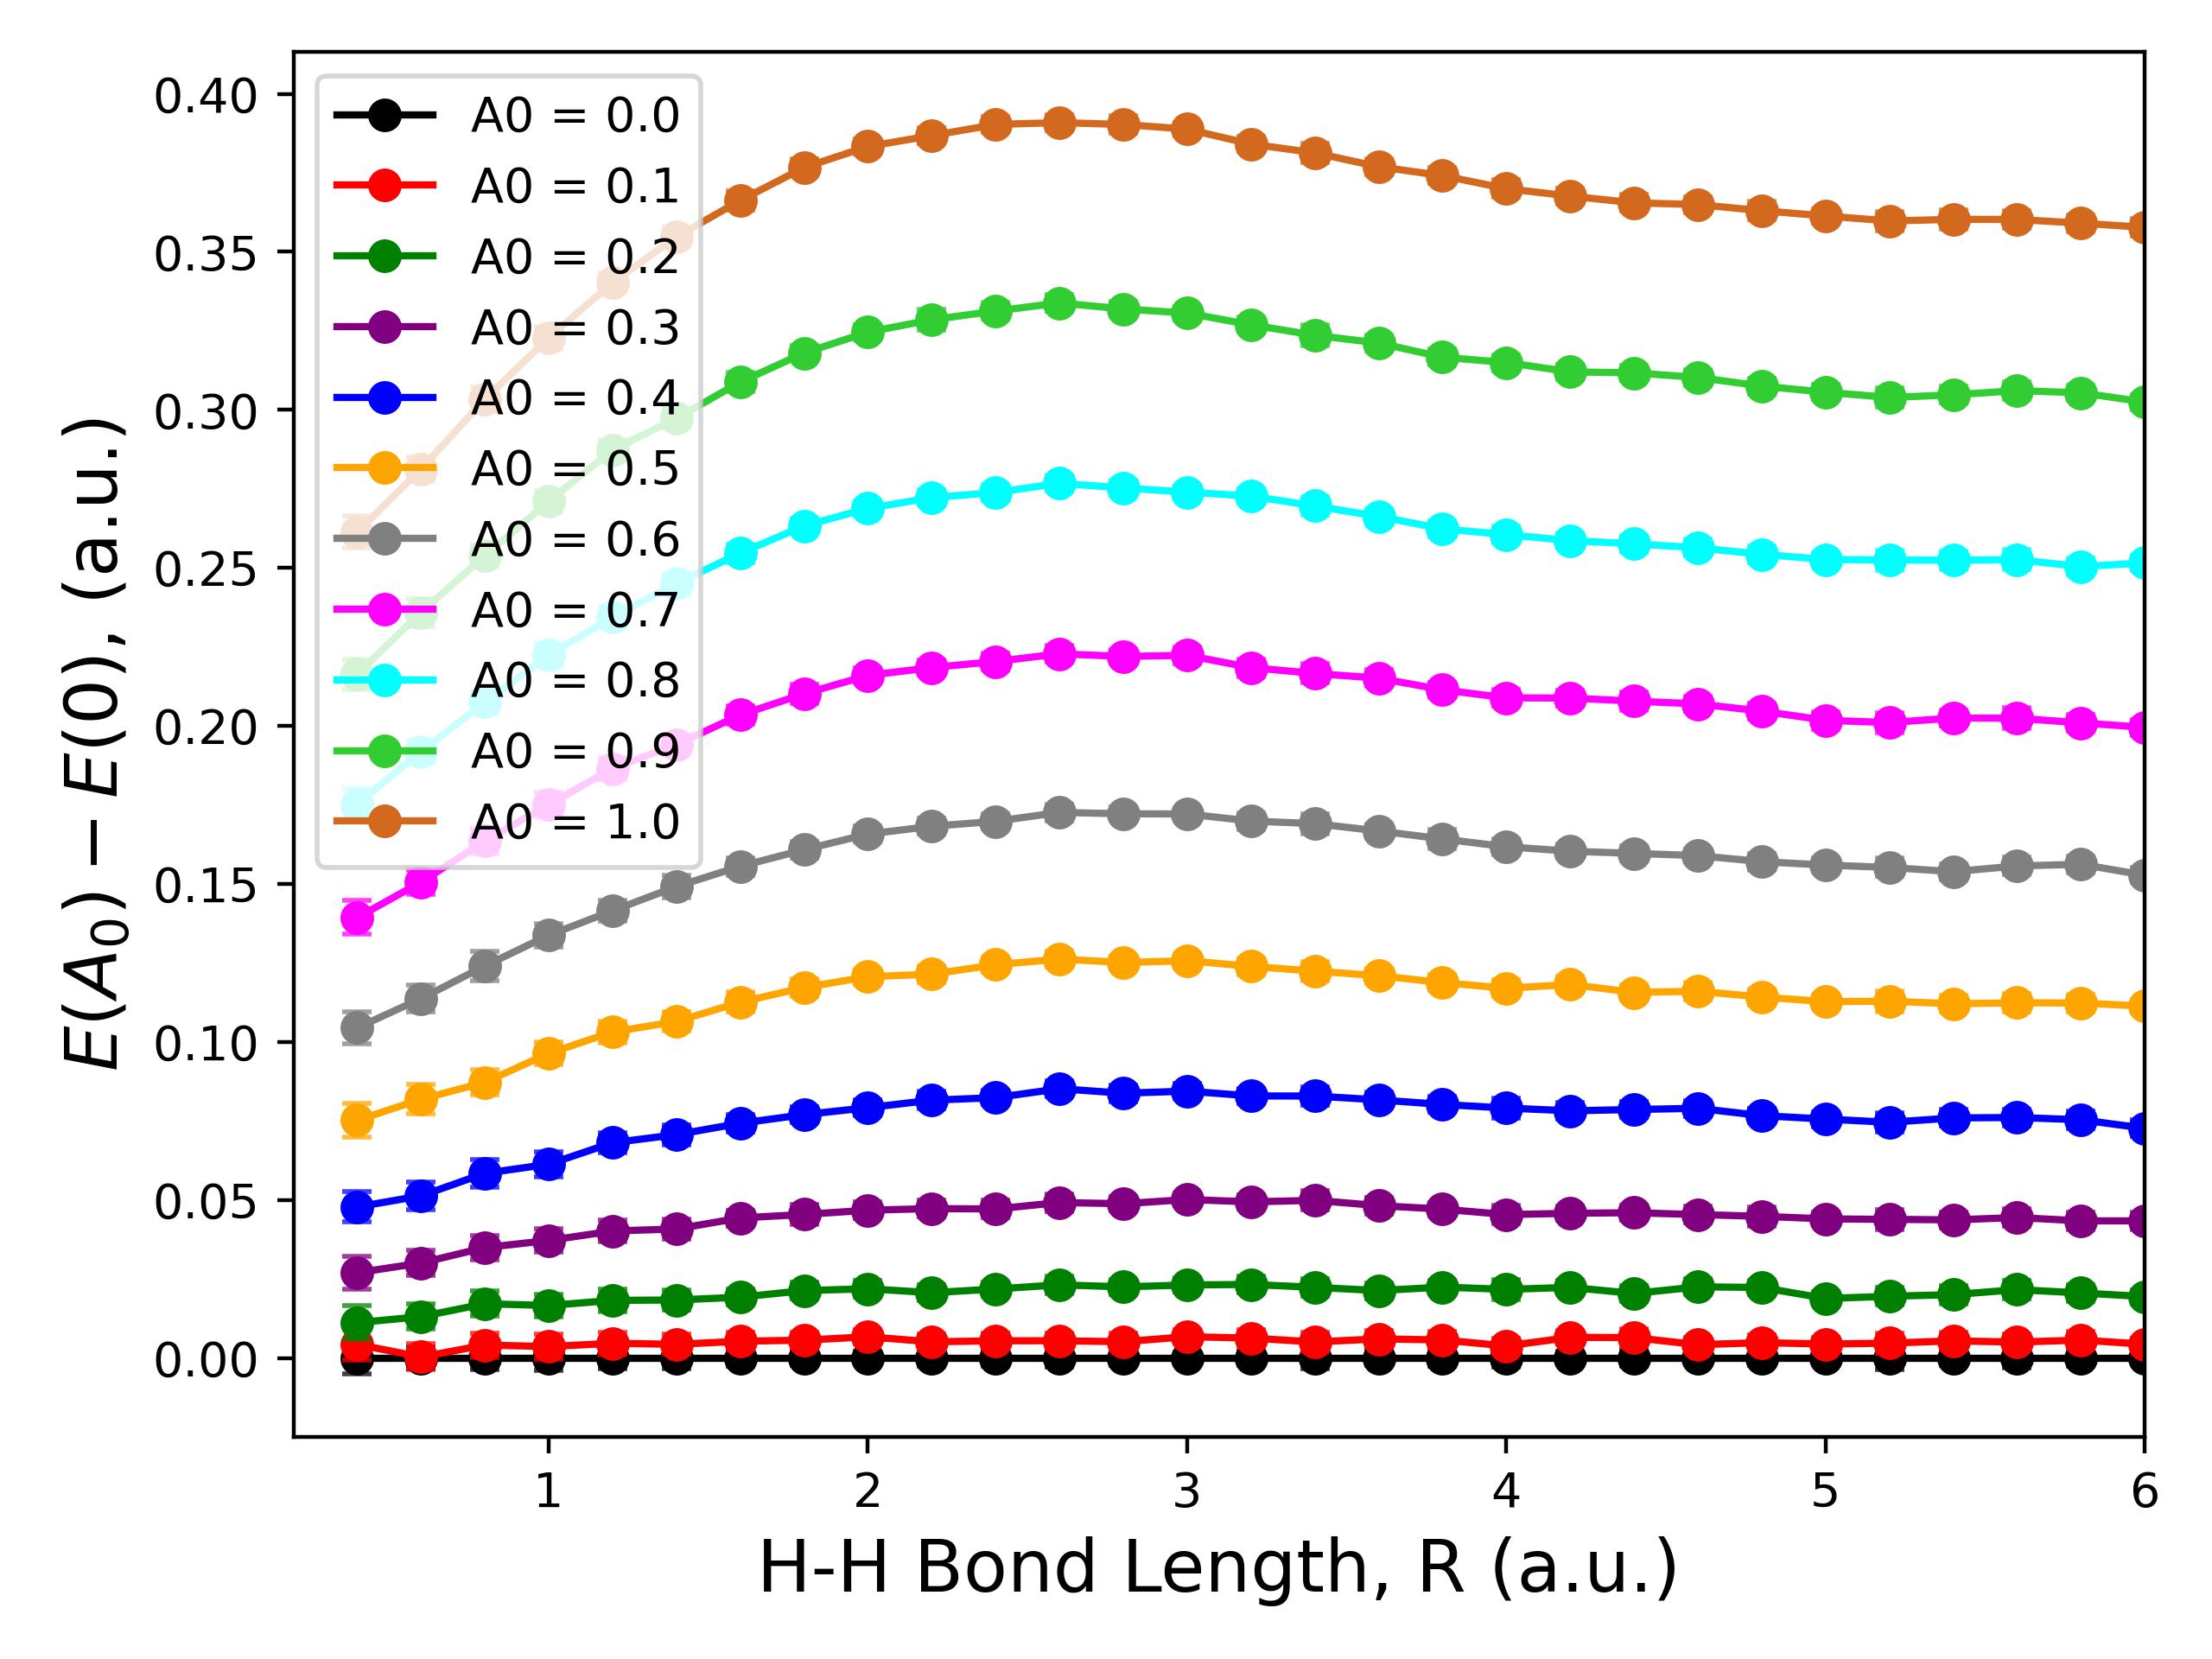 0.40
0.35
0.30
0.25
0.20
0.15
0.10
0.05
0.00
E(A₀) − E(0), (a.u.)
A0 = 0.0
A0 = 0.1
A0 = 0.2
A0 = 0.3
A0 = 0.4
A0 = 0.5
A0 = 0.6
A0 = 0.7
A0 = 0.8
A0 = 0.9
A0 = 1.0
1 2 3 4 5 6
H-H Bond Length, R (a.u.)